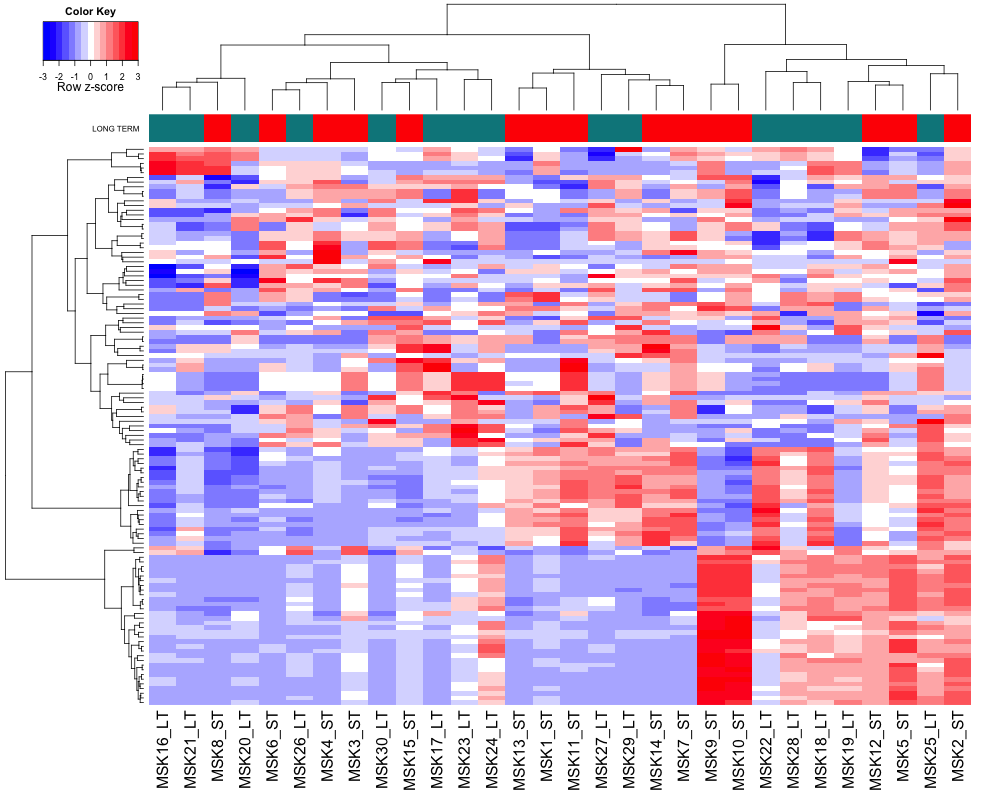 Color Key
-3 -2 -1 0 1 2 3
Row z-score
LONG TERM
MSK16_LT
MSK21_LT
MSK8_ST
MSK20_LT
MSK6_ST
MSK26_LT
MSK4_ST
MSK3_ST
MSK30_LT
MSK15_ST
MSK17_LT
MSK23_LT
MSK24_LT
MSK13_ST
MSK1_ST
MSK11_ST
MSK27_LT
MSK29_LT
MSK14_ST
MSK7_ST
MSK9_ST
MSK10_ST
MSK22_LT
MSK28_LT
MSK18_LT
MSK19_LT
MSK12_ST
MSK5_ST
MSK25_LT
MSK2_ST